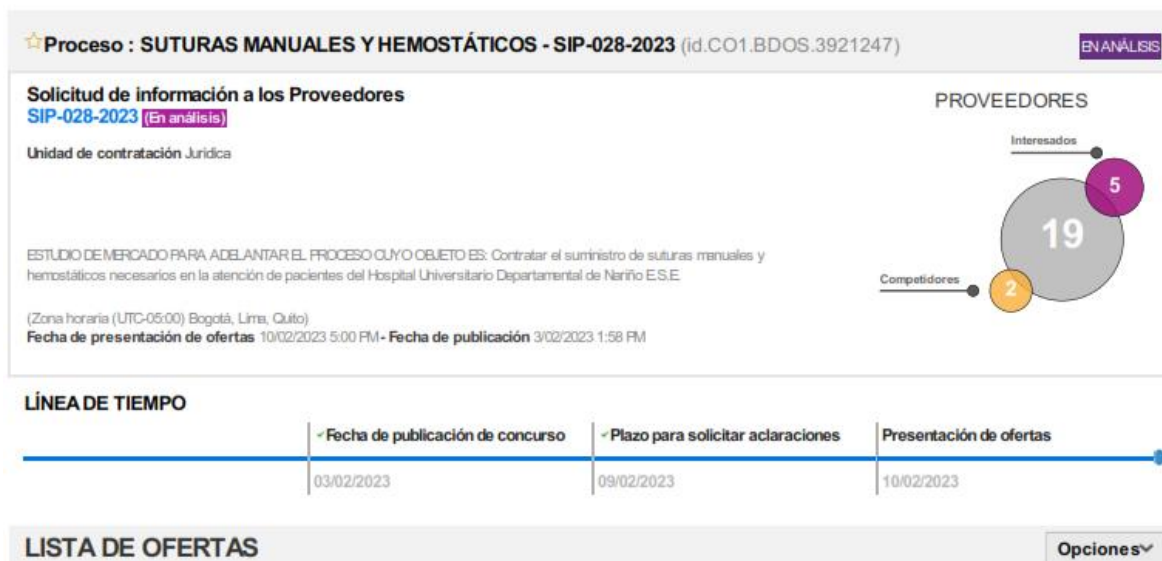 Proceso : SUTURAS MANUALES Y HEMOSTÁTICOS - SIP-028-2023 (id.CO1.BDOS.3921247)
EN ANÁLISIS
Solicitud de información a los Proveedores
SIP-028-2023 (En análisis)
Unidad de contratación Juridica
PROVEEDORES
Interesados
5
19
Competidores
2
ESTUDIO DE MERCADO PARA ADELANTAR EL PROCESO CUYO OBJETO ES: Contratar el suministro de suturas manuales y
hemostáticos necesarios en la atención de pacientes del Hospital Universitario Departamental de Nariño E.S.E
(Zona horaria (UTC-05:00) Bogotá, Lima, Quito)
Fecha de presentación de ofertas 10/02/2023 5:00 PM - Fecha de publicación 3/02/2023 1:58 PM
LÍNEA DE TIEMPO
Fecha de publicación de concurso
Plazo para solicitar aclaraciones
Presentación de ofertas
03/02/2023
09/02/2023
10/02/2023
LISTA DE OFERTAS
Opciones